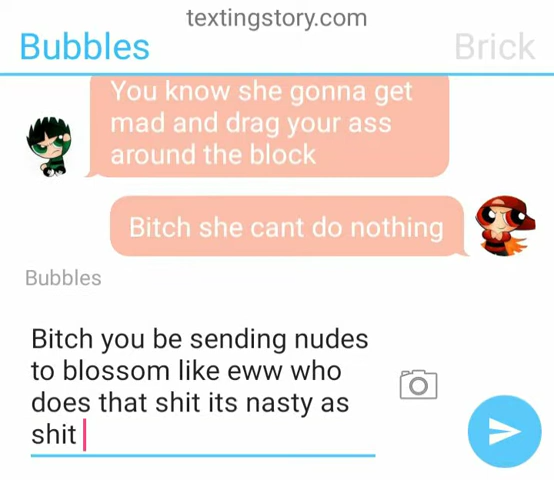 textingstory.com
Bubbles
Brick
You know she gonna get
mad and drag your ass
around the block
Bitch she cant do nothing
Bubbles
Bitch you be sending nudes
to blossom like eww who
does that shit its nasty as
shit